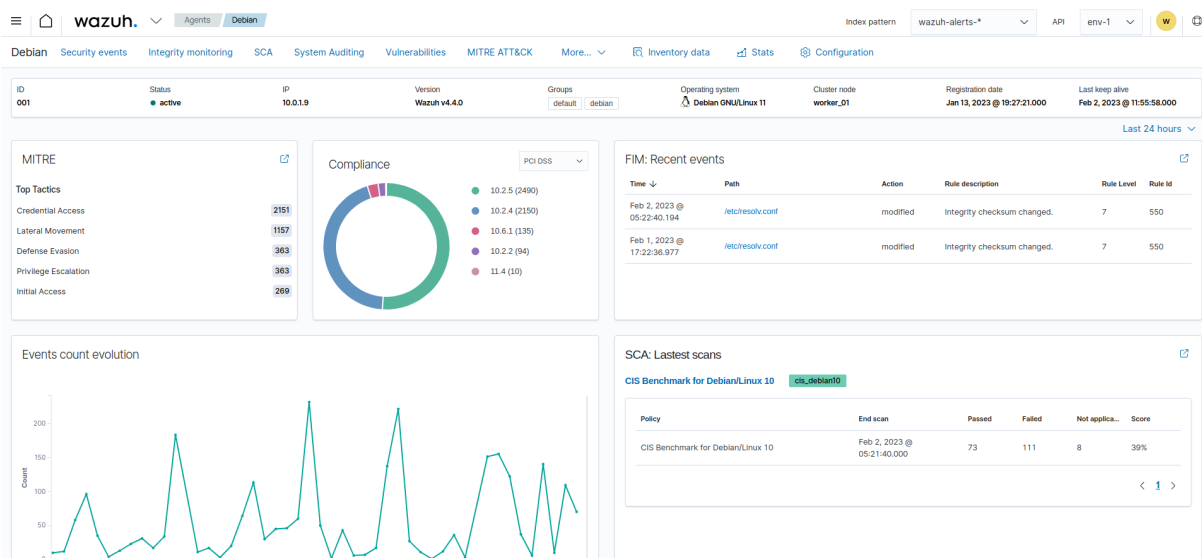 wazuh. Agents Debian Index pattern wazuh-alerts-* API env-1 W
Debian Security events Integrity monitoring SCA System Auditing Vulnerabilities MITRE ATT&CK More... Inventory data Stats Configuration
ID Status IP Version Groups Operating system Cluster node Registration date Last keep alive
001 active 10.0.1.9 Wazuh v4.4.0 default debian Debian GNU/Linux 11 worker_01 Jan 13, 2023 @ 19:27:21.000 Feb 2, 2023 @ 11:55:58.000
Last 24 hours
MITRE
Top Tactics
Credential Access 2151
Lateral Movement 1157
Defense Evasion 363
Privilege Escalation 363
Initial Access 269
Compliance PCI DSS
10.2.5 (2490)
10.2.4 (2150)
10.6.1 (135)
10.2.2 (94)
11.4 (10)
FIM: Recent events
Time Path Action Rule description Rule Level Rule Id
Feb 2, 2023 @
05:22:40.194 /etc/resolv.conf modified Integrity checksum changed. 7 550
Feb 1, 2023 @
17:22:36.977 /etc/resolv.conf modified Integrity checksum changed. 7 550
Events count evolution
Count
200
150
100
50
0
SCA: Lastest scans
CIS Benchmark for Debian/Linux 10 cis_debian10
Policy End scan Passed Failed Not applica... Score
CIS Benchmark for Debian/Linux 10 Feb 2, 2023 @
05:21:40.000 73 111 8 39%
1